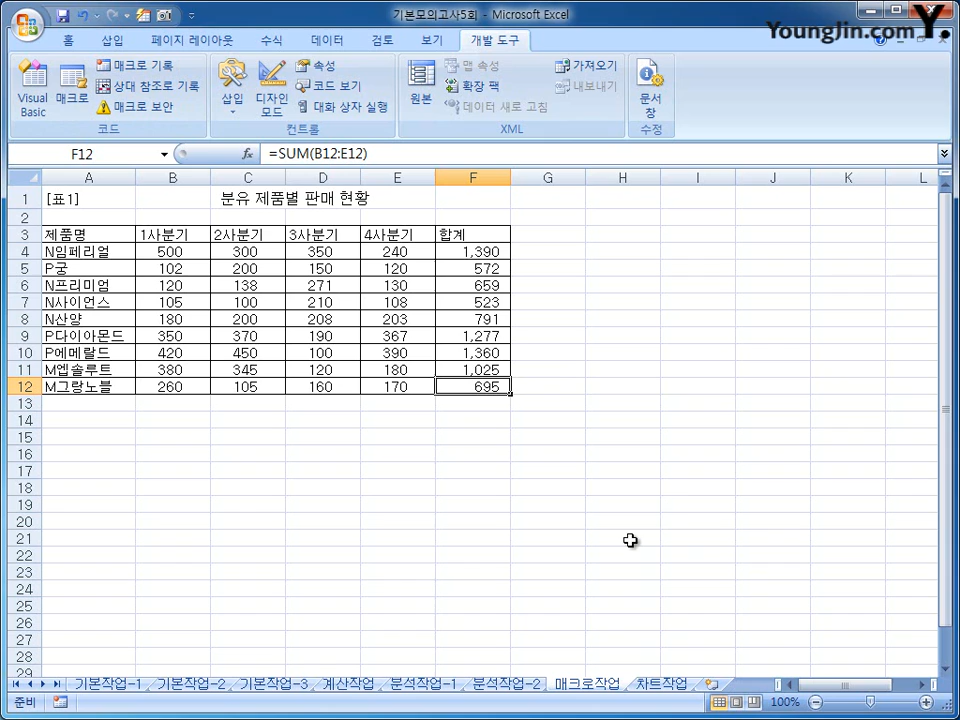 기본모의고사5회 - Microsoft Excel
YoungJin.com Y.
홈 삽입 페이지 레이아웃 수식 데이터 검토 보기 개발 도구
Visual Basic
매크로
매크로 기록
상대 참조로 기록
매크로 보안
코드
삽입
디자인 모드
속성
코드 보기
대화 상자 실행
컨트롤
원본
맵 속성
확장 팩
데이터 새로 고침
가져오기
내보내기
XML
문서 창
수정
F12 fx =SUM(B12:E12)
A B C D E F G H I J K L
1 [표1] 분유 제품별 판매 현황
2
3 제품명 1사분기 2사분기 3사분기 4사분기 합계
4 N임페리얼 500 300 350 240 1,390
5 P궁 102 200 150 120 572
6 N프리미엄 120 138 271 130 659
7 N사이언스 105 100 210 108 523
8 N산양 180 200 208 203 791
9 P다이아몬드 350 370 190 367 1,277
10 P에메랄드 420 450 100 390 1,360
11 M엡솔루트 380 345 120 180 1,025
12 M그랑노블 260 105 160 170 695
13
14
15
16
17
18
19
20
21
22
23
24
25
26
27
28
29
기본작업-1 기본작업-2 기본작업-3 계산작업 분석작업-1 분석작업-2 매크로작업 차트작업
준비 100%